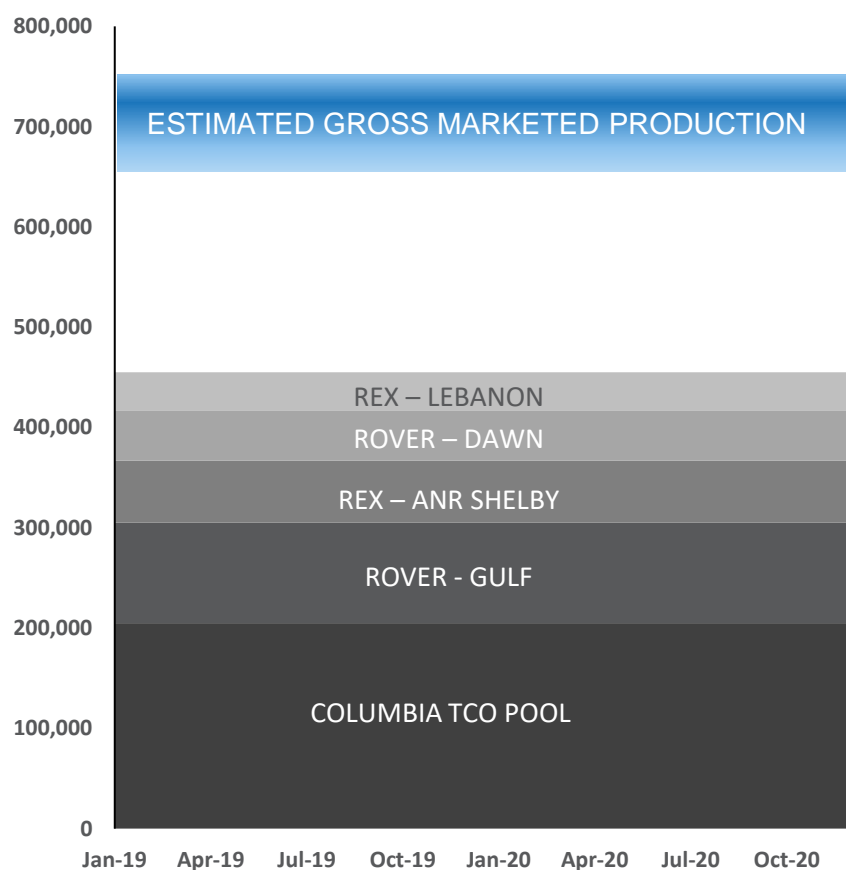 800,000
700,000
600,000
500,000
400,000
300,000
200,000
100,000
0
ESTIMATED GROSS MARKETED PRODUCTION
REX – LEBANON
ROVER – DAWN
REX – ANR SHELBY
ROVER - GULF
COLUMBIA TCO POOL
Jan-19 Apr-19 Jul-19 Oct-19 Jan-20 Apr-20 Jul-20 Oct-20